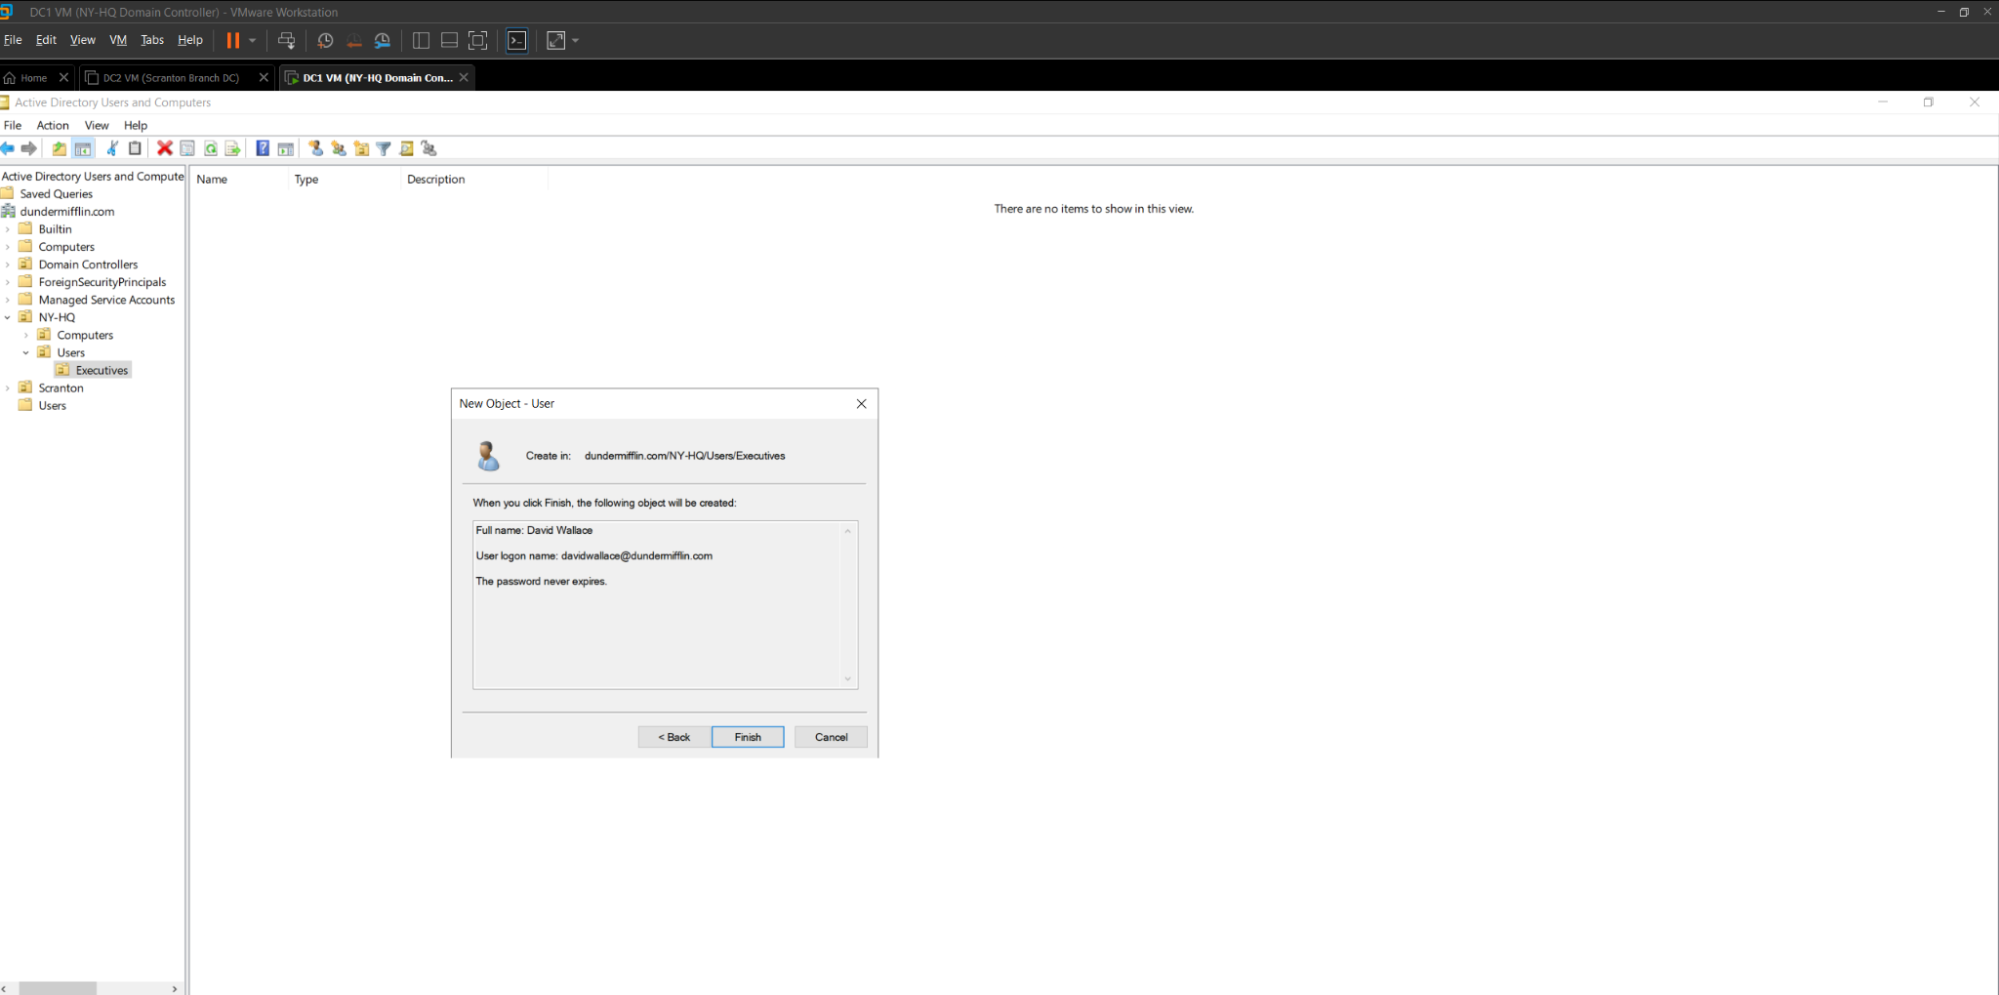 DC1 VM (NY-HQ Domain Controller) - VMware Workstation
File Edit View VM Tabs Help
Home DC2 VM (Scranton Branch DC) DC1 VM (NY-HQ Domain Con...
Active Directory Users and Computers
File Action View Help
Active Directory Users and Compute
Name Type Description
Saved Queries
There are no items to show in this view.
dundermifflin.com
Builtin
Computers
Domain Controllers
ForeignSecurityPrincipals
Managed Service Accounts
NY-HQ
Computers
Users
Executives
Scranton
Users
New Object - User
Create in: dundermifflin.com/NY-HQ/Users/Executives
When you click Finish, the following object will be created:
Full name: David Wallace
User logon name: davidwallace@dundermifflin.com
The password never expires.
< Back Finish Cancel